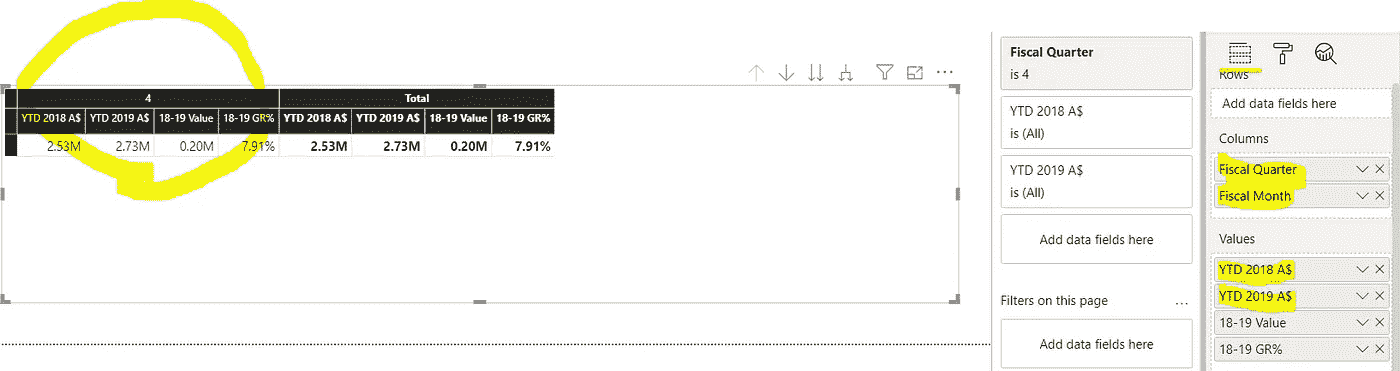 Fiscal Quarter
is 4
Rows
Add data fields here
4 Total
YTD 2018 A$ YTD 2019 A$ 18-19 Value 18-19 GR% YTD 2018 A$ YTD 2019 A$ 18-19 Value 18-19 GR%
2.53M 2.73M 0.20M 7.91% 2.53M 2.73M 0.20M 7.91%
YTD 2018 A$
is (All)
YTD 2019 A$
is (All)
Add data fields here
Filters on this page ...
Add data fields here
Columns
Fiscal Quarter
Fiscal Month
Values
YTD 2018 A$
YTD 2019 A$
18-19 Value
18-19 GR%